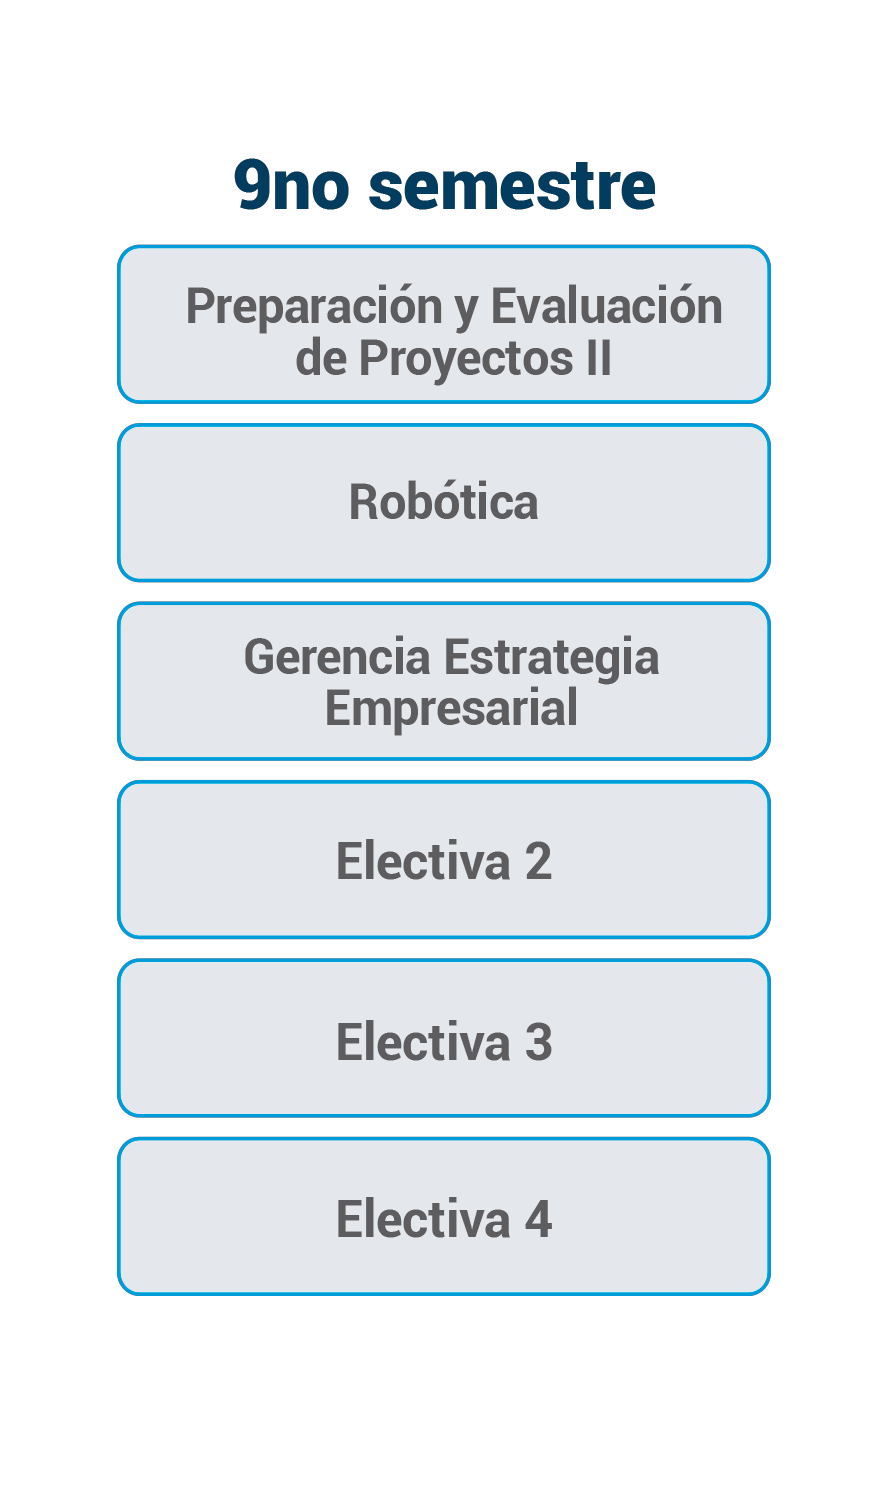 9no semestre
Preparación y Evaluación
de Proyectos II
Robótica
Gerencia Estrategia
Empresarial
Electiva 2
Electiva 3
Electiva 4